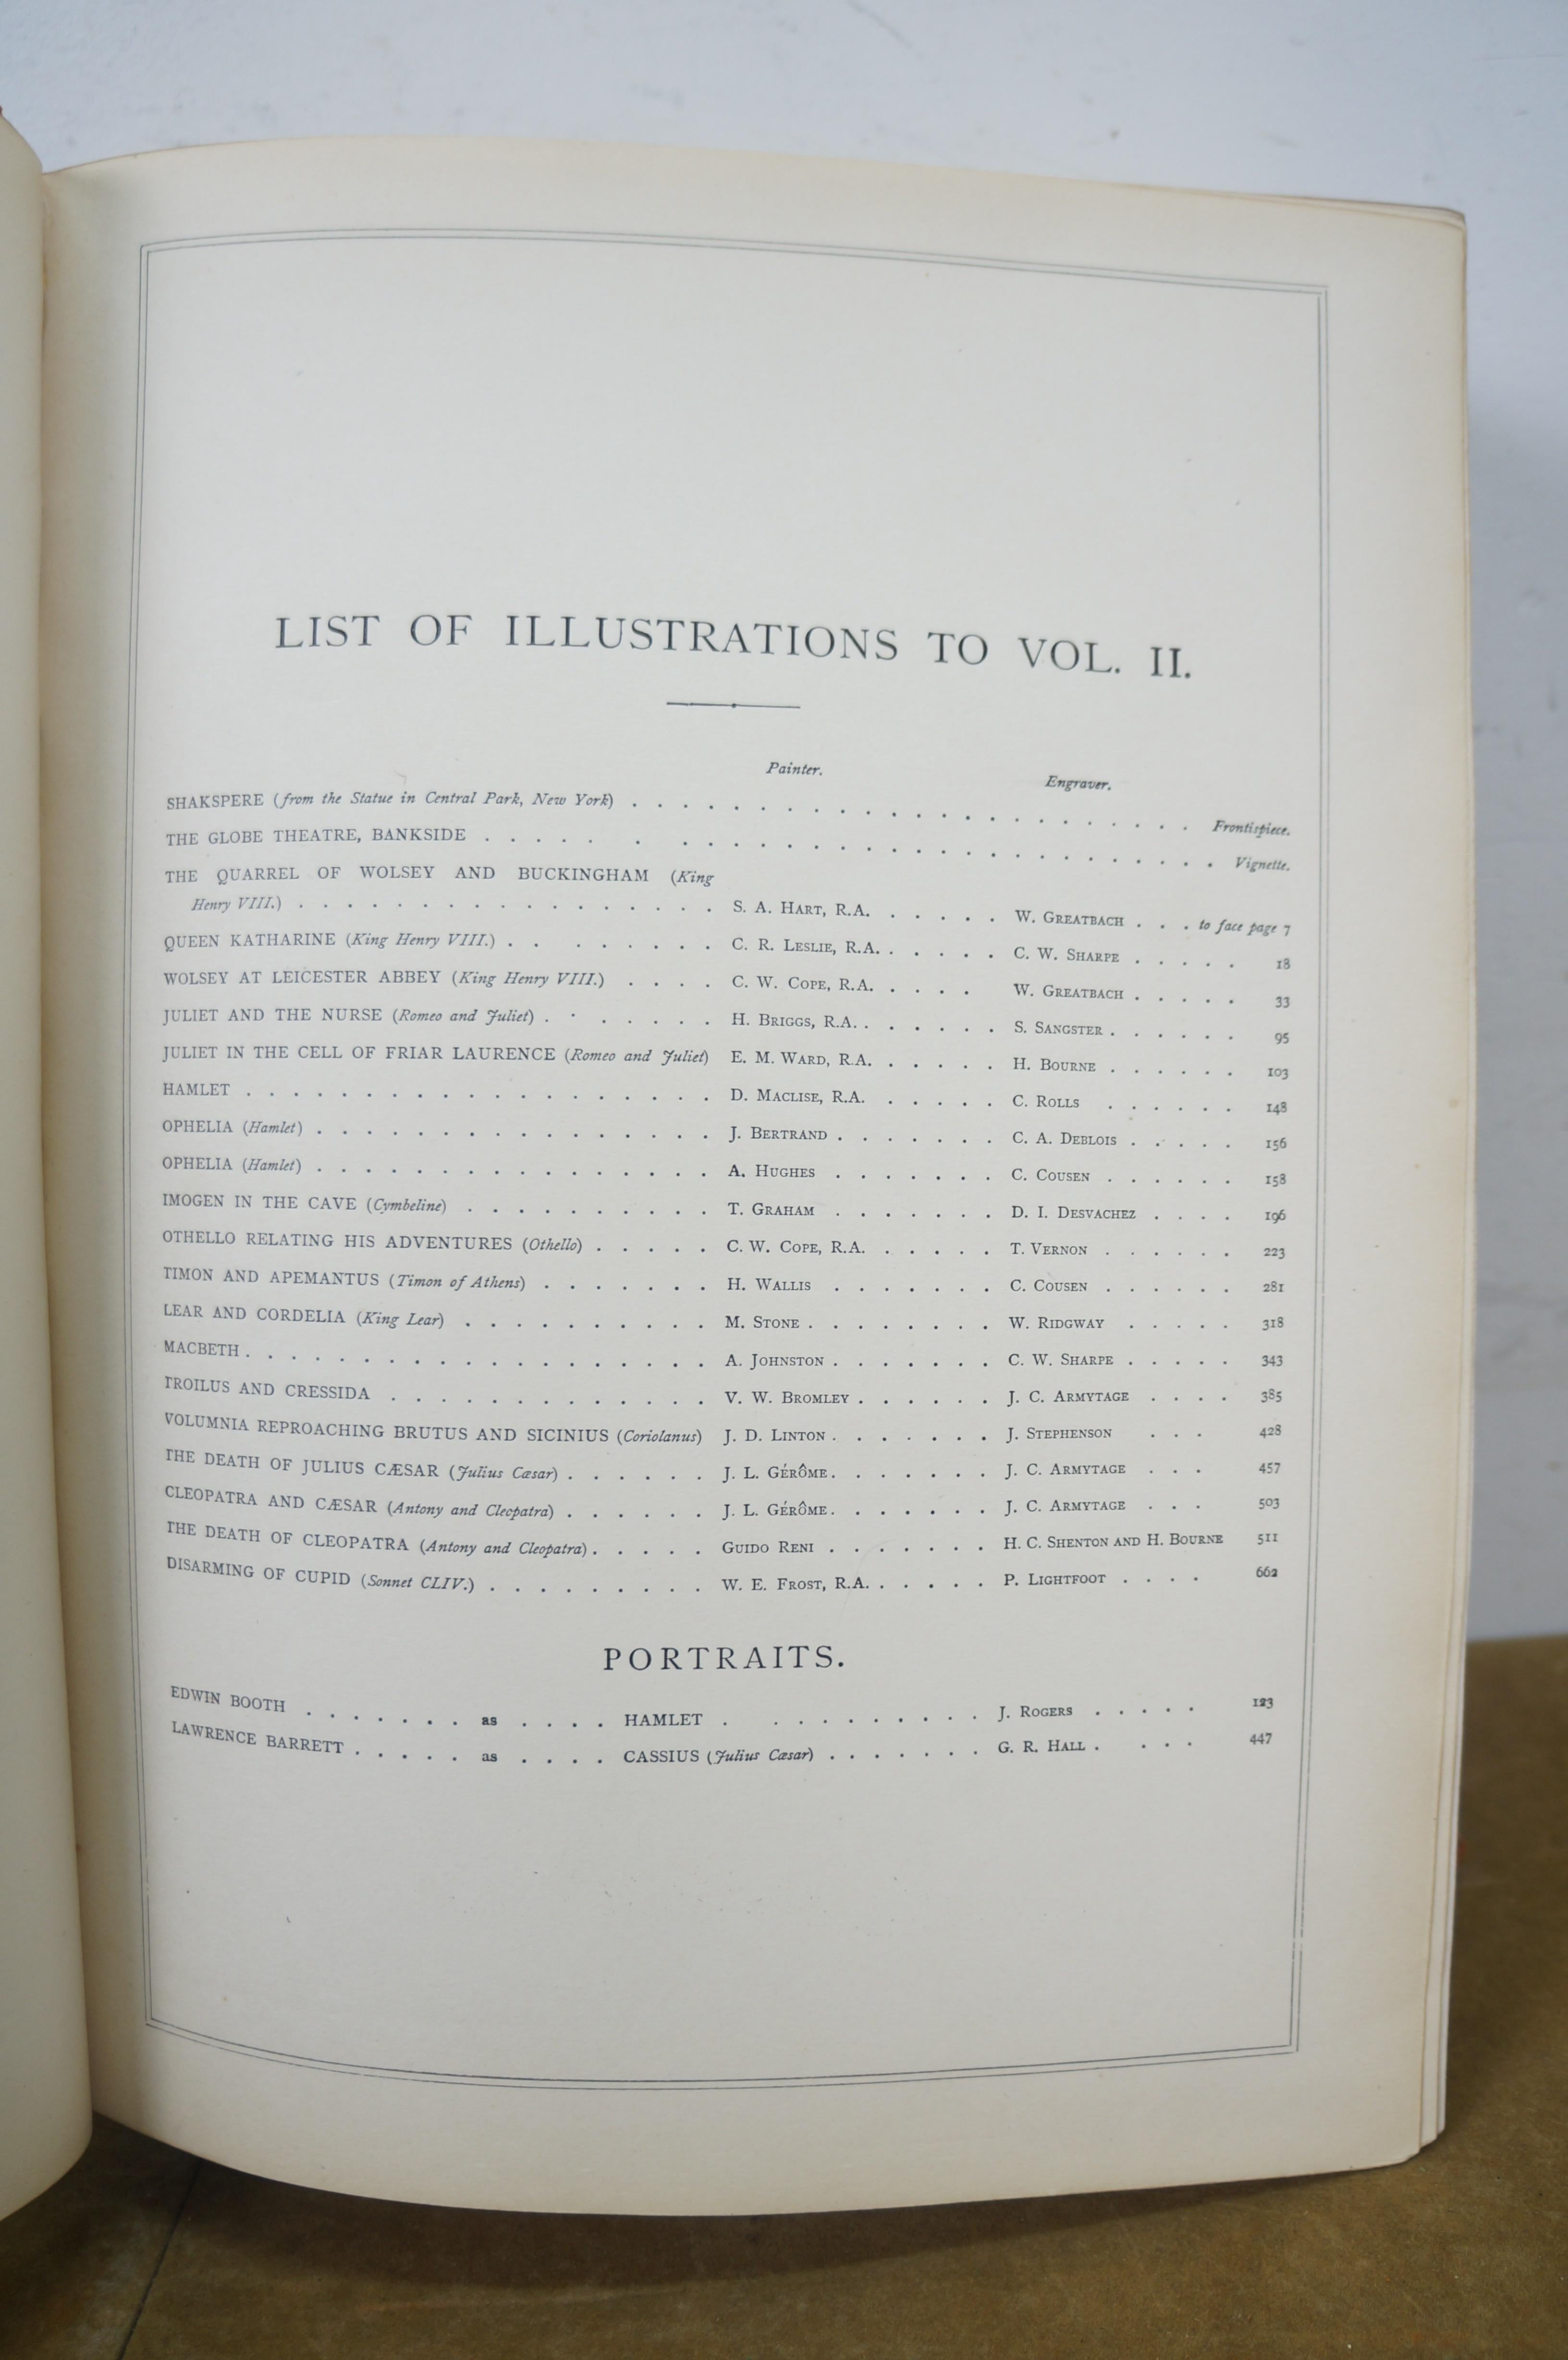 LIST OF ILLUSTRATIONS TO VOL. II.
Painter. Engraver.
SHAKSPERE (from the Statue in Central Park, New York) . . . . . . . . . . . . . . . . . . . . . . Frontispiece.
THE GLOBE THEATRE, BANKSIDE . . . . . . . . . . . . . . . . . . . . . Vignette.
THE QUARREL OF WOLSEY AND BUCKINGHAM (King
Henry VIII.) . . . . . . . . . . . . . . . . . S. A. HART, R.A. . . . . . W. GREATBACH . . . to face page 7
QUEEN KATHARINE (King Henry VIII.) . . . . . . . . C. R. LESLIE, R.A. . . . . . C. W. SHARPE . . . . . 18
WOLSEY AT LEICESTER ABBEY (King Henry VIII.) . . . . C. W. COPE, R.A. . . . . W. GREATBACH . . . . . 33
JULIET AND THE NURSE (Romeo and Juliet) . . . . . . . H. BRIGGS, R.A. . . . . . . S. SANGSTER . . . . . . 95
JULIET IN THE CELL OF FRIAR LAURENCE (Romeo and Juliet) E. M. WARD, R.A. . . . . . H. BOURNE . . . . . . 103
HAMLET . . . . . . . . . . . . . . . . . . . D. MACLISE, R.A. . . . . . C. ROLLS . . . . . . 148
OPHELIA (Hamlet) . . . . . . . . . . . . . . . . J. BERTRAND . . . . . . . C. A. DEBLOIS . . . . . 156
OPHELIA (Hamlet) . . . . . . . . . . . . . . . . A. HUGHES . . . . . . . C. COUSEN . . . . . . 158
IMOGEN IN THE CAVE (Cymbeline) . . . . . . . . . . T. GRAHAM . . . . . . . D. I. DESVACHEZ . . . . 196
OTHELLO RELATING HIS ADVENTURES (Othello) . . . . . C. W. COPE, R.A. . . . . . T. VERNON . . . . . . 223
TIMON AND APEMANTUS (Timon of Athens) . . . . . . . H. WALLIS . . . . . . . C. COUSEN . . . . . . 281
LEAR AND CORDELIA (King Lear) . . . . . . . . . . M. STONE . . . . . . . . W. RIDGWAY . . . . . 318
MACBETH . . . . . . . . . . . . . . . . . . . A. JOHNSTON . . . . . . . C. W. SHARPE . . . . . 343
TROILUS AND CRESSIDA . . . . . . . . . . . . . V. W. BROMLEY . . . . . . J. C. ARMYTAGE . . . . 385
VOLUMNIA REPROACHING BRUTUS AND SICINIUS (Coriolanus) J. D. LINTON . . . . . . . J. STEPHENSON . . . 428
THE DEATH OF JULIUS CÆSAR (Julius Cæsar) . . . . . . J. L. GÉRÔME . . . . . . . J. C. ARMYTAGE . . . 457
CLEOPATRA AND CÆSAR (Antony and Cleopatra) . . . . . . J. L. GÉRÔME . . . . . . . J. C. ARMYTAGE . . . 503
THE DEATH OF CLEOPATRA (Antony and Cleopatra) . . . . . GUIDO RENI . . . . . . . H. C. SHENTON AND H. BOURNE 511
DISARMING OF CUPID (Sonnet CLIV.) . . . . . . . . . W. E. FROST, R.A. . . . . . P. LIGHTFOOT . . . . 662
PORTRAITS.
EDWIN BOOTH . . . . . . . as . . . . HAMLET . . . . . . . . . . J. ROGERS . . . . . 123
LAWRENCE BARRETT . . . . . as . . . . CASSIUS (Julius Cæsar) . . . . . . . G. R. HALL . . . . 447